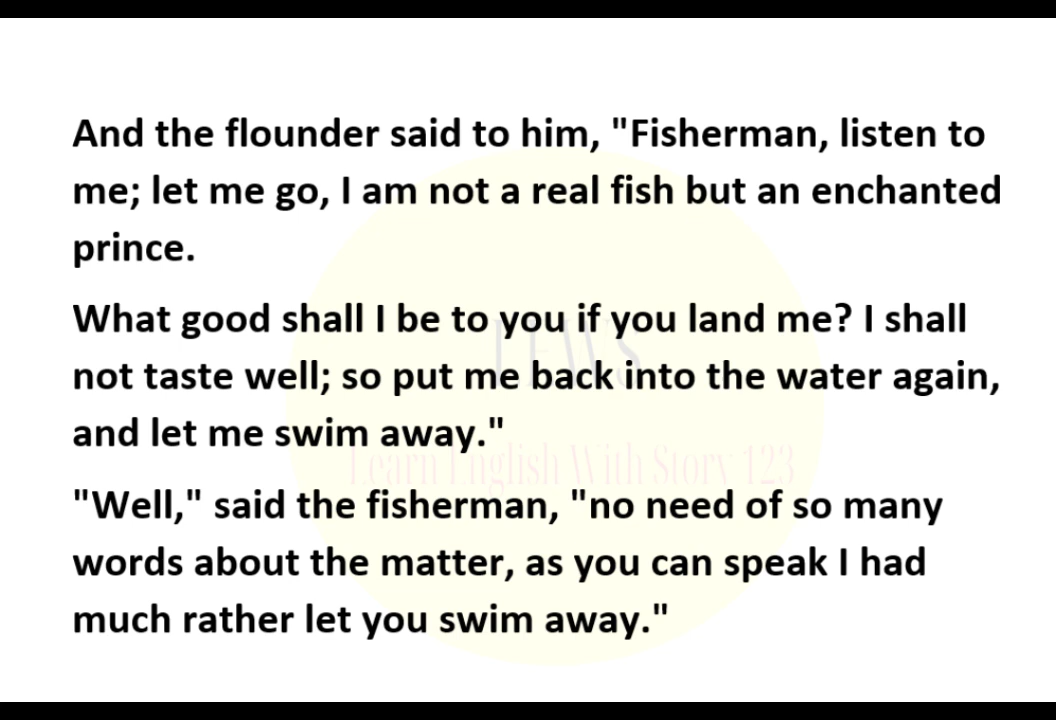 And the flounder said to him, "Fisherman, listen to
me; let me go, I am not a real fish but an enchanted
prince.
What good shall I be to you if you land me? I shall
not taste well; so put me back into the water again,
and let me swim away."
LEWS
Learn English With Story 123
"Well," said the fisherman, "no need of so many
words about the matter, as you can speak I had
much rather let you swim away."